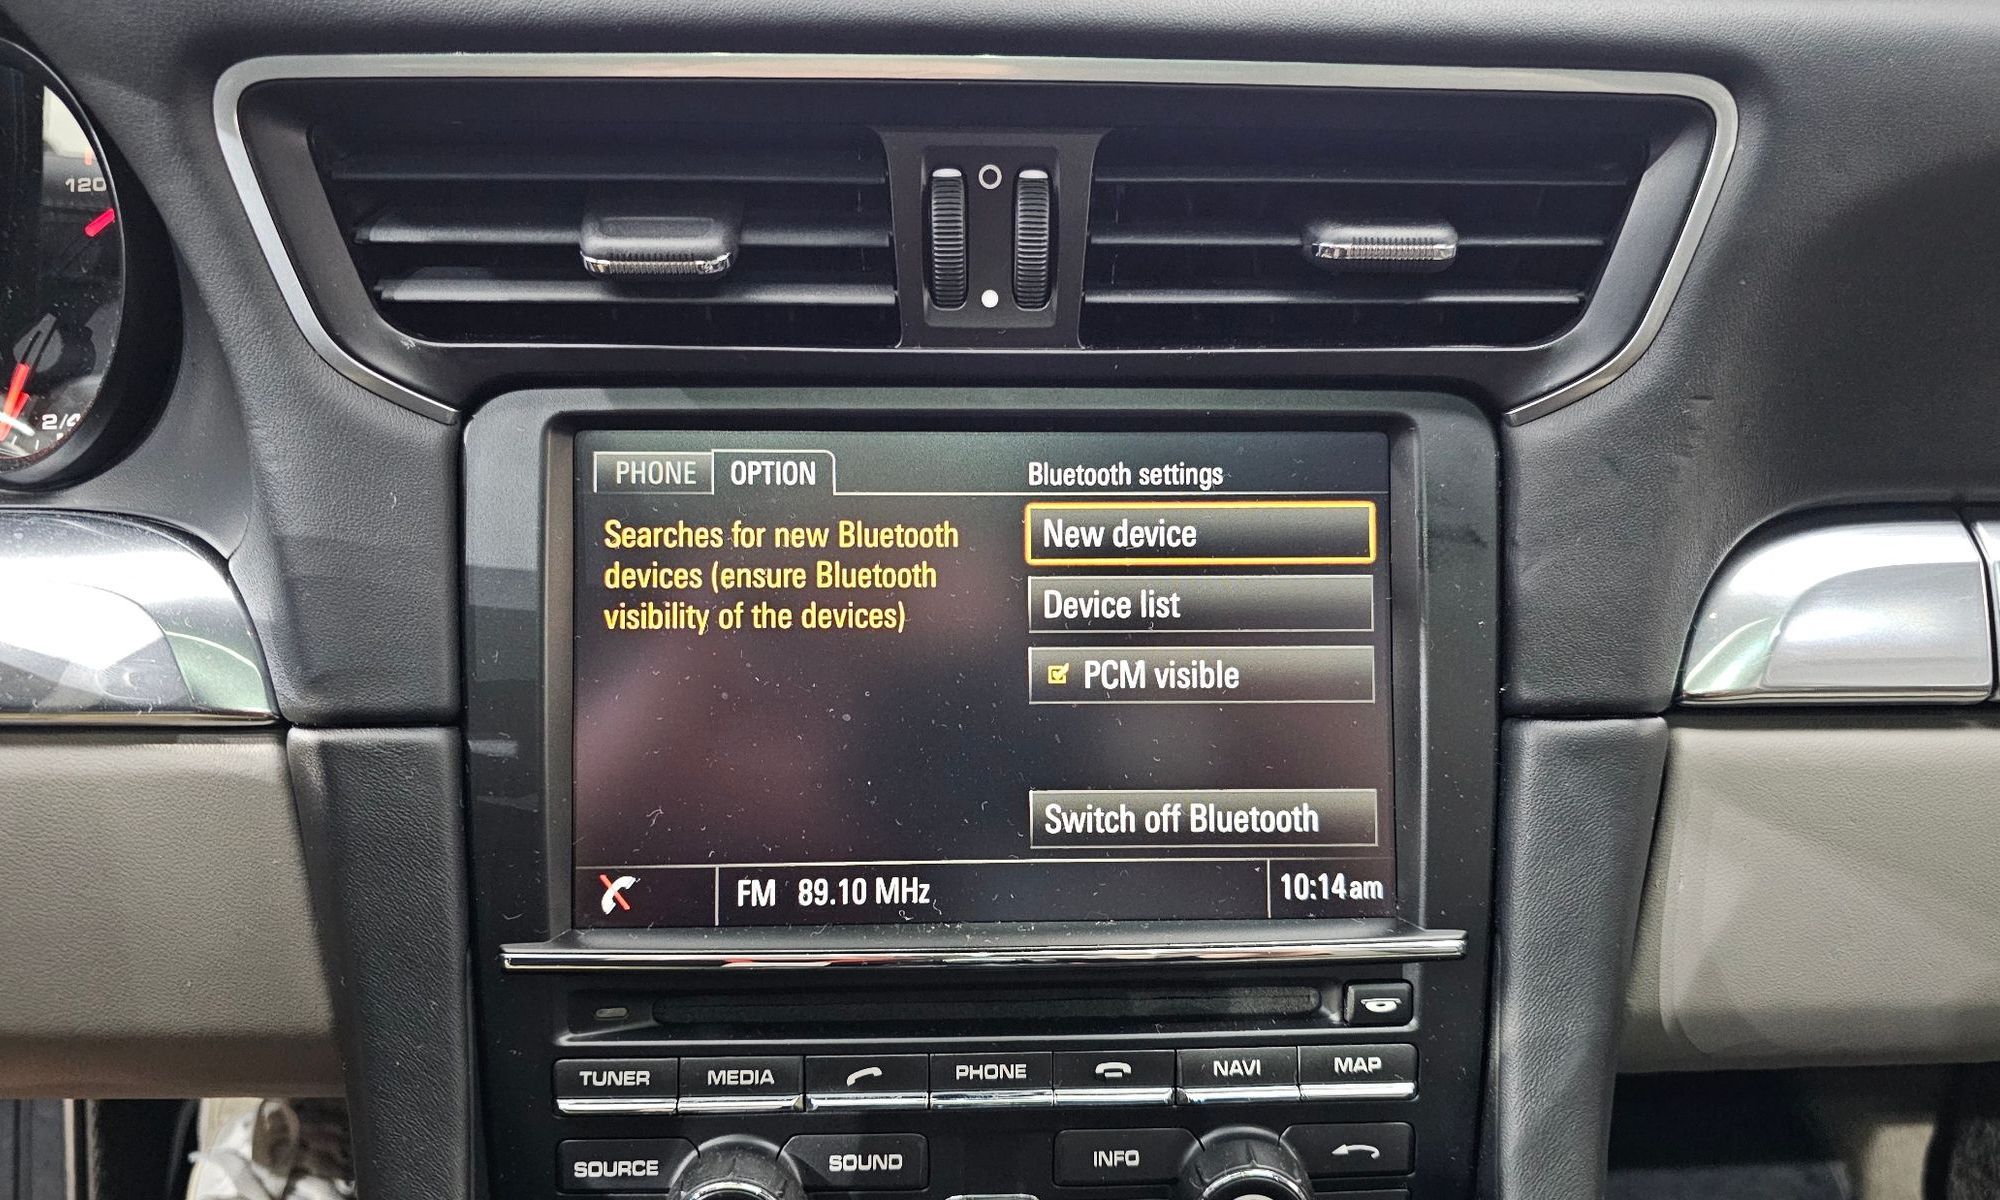 120
2/4
PHONE OPTION Bluetooth settings
Searches for new Bluetooth
devices (ensure Bluetooth
visibility of the devices)
New device
Device list
PCM visible
Switch off Bluetooth
FM 89.10 MHz 10:14am
TUNER MEDIA PHONE NAVI MAP
SOURCE SOUND INFO